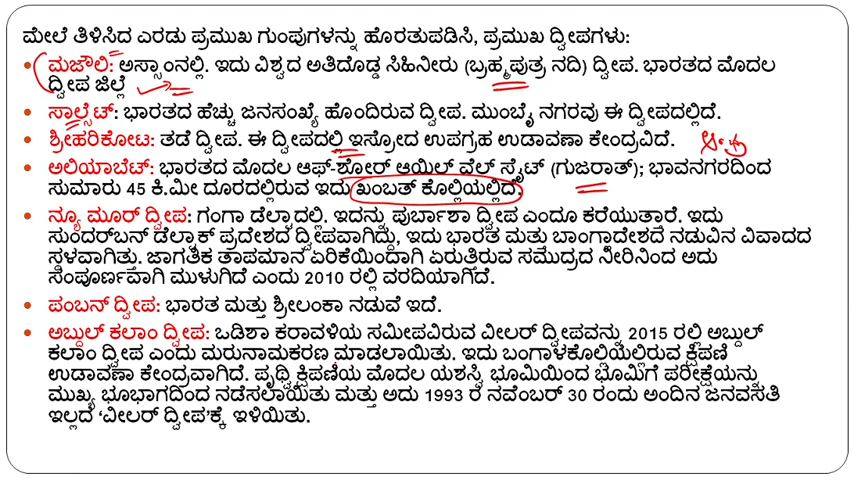 ಮೇಲೆ ತಿಳಿಸಿದ ಎರಡು ಪ್ರಮುಖ ಗುಂಪುಗಳನ್ನು ಹೊರತುಪಡಿಸಿ, ಪ್ರಮುಖ ದ್ವೀಪಗಳು:
• ಮಜೌಲಿ: ಅಸ್ಸಾಂನಲ್ಲಿ. ಇದು ವಿಶ್ವದ ಅತಿದೊಡ್ಡ ಸಿಹಿನೀರು (ಬ್ರಹ್ಮಪುತ್ರ ನದಿ) ದ್ವೀಪ. ಭಾರತದ ಮೊದಲ
ದ್ವೀಪ ಜಿಲ್ಲೆ
• ಸಾಲ್ಸೆಟ್: ಭಾರತದ ಹೆಚ್ಚು ಜನಸಂಖ್ಯೆ ಹೊಂದಿರುವ ದ್ವೀಪ. ಮುಂಬೈ ನಗರವು ಈ ದ್ವೀಪದಲ್ಲಿದೆ.
• ಶ್ರೀಹರಿಕೋಟ: ತಡೆ ದ್ವೀಪ. ಈ ದ್ವೀಪದಲ್ಲಿ ಇಸ್ರೋದ ಉಪಗ್ರಹ ಉಡಾವಣಾ ಕೇಂದ್ರವಿದೆ.
• ಅಲಿಯಾಬೆಟ್: ಭಾರತದ ಮೊದಲ ಆಫ್-ಶೋರ್ ಆಯಿಲ್ ವೆಲ್ ಸೈಟ್ (ಗುಜರಾತ್); ಭಾವನಗರದಿಂದ
ಸುಮಾರು 45 ಕಿ.ಮೀ ದೂರದಲ್ಲಿರುವ ಇದು ಖಂಬತ್ ಕೊಲ್ಲಿಯಲ್ಲಿದೆ.
• ನ್ಯೂ ಮೂರ್ ದ್ವೀಪ: ಗಂಗಾ ಡೆಲ್ಟಾದಲ್ಲಿ. ಇದನ್ನು ಪುರ್ಬಾಶಾ ದ್ವೀಪ ಎಂದೂ ಕರೆಯುತ್ತಾರೆ. ಇದು
ಸುಂದರ್‌ಬನ್ ಡೆಲ್ಟಾಕ್ ಪ್ರದೇಶದ ದ್ವೀಪವಾಗಿದ್ದು, ಇದು ಭಾರತ ಮತ್ತು ಬಾಂಗ್ಲಾದೇಶದ ನಡುವಿನ ವಿವಾದದ
ಸ್ಥಳವಾಗಿತ್ತು. ಜಾಗತಿಕ ತಾಪಮಾನ ಏರಿಕೆಯಿಂದಾಗಿ ಏರುತ್ತಿರುವ ಸಮುದ್ರದ ನೀರಿನಿಂದ ಅದು
ಸಂಪೂರ್ಣವಾಗಿ ಮುಳುಗಿದೆ ಎಂದು 2010 ರಲ್ಲಿ ವರದಿಯಾಗಿದೆ.
• ಪಂಬನ್ ದ್ವೀಪ: ಭಾರತ ಮತ್ತು ಶ್ರೀಲಂಕಾ ನಡುವೆ ಇದೆ.
• ಅಬ್ದುಲ್ ಕಲಾಂ ದ್ವೀಪ: ಒಡಿಶಾ ಕರಾವಳಿಯ ಸಮೀಪವಿರುವ ವೀಲರ್ ದ್ವೀಪವನ್ನು 2015 ರಲ್ಲಿ ಅಬ್ದುಲ್
ಕಲಾಂ ದ್ವೀಪ ಎಂದು ಮರುನಾಮಕರಣ ಮಾಡಲಾಯಿತು. ಇದು ಬಂಗಾಳಕೊಲ್ಲಿಯಲ್ಲಿರುವ ಕ್ಷಿಪಣಿ
ಉಡಾವಣಾ ಕೇಂದ್ರವಾಗಿದೆ. ಪೃಥ್ವಿ ಕ್ಷಿಪಣಿಯ ಮೊದಲ ಯಶಸ್ವಿ ಭೂಮಿಯಿಂದ ಭೂಮಿಗೆ ಪರೀಕ್ಷೆಯನ್ನು
ಮುಖ್ಯ ಭೂಭಾಗದಿಂದ ನಡೆಸಲಾಯಿತು ಮತ್ತು ಅದು 1993 ರ ನವೆಂಬರ್ 30 ರಂದು ಅಂದಿನ ಜನವಸತಿ
ಇಲ್ಲದ 'ವೀಲರ್ ದ್ವೀಪ'ಕ್ಕೆ ಇಳಿಯಿತು.